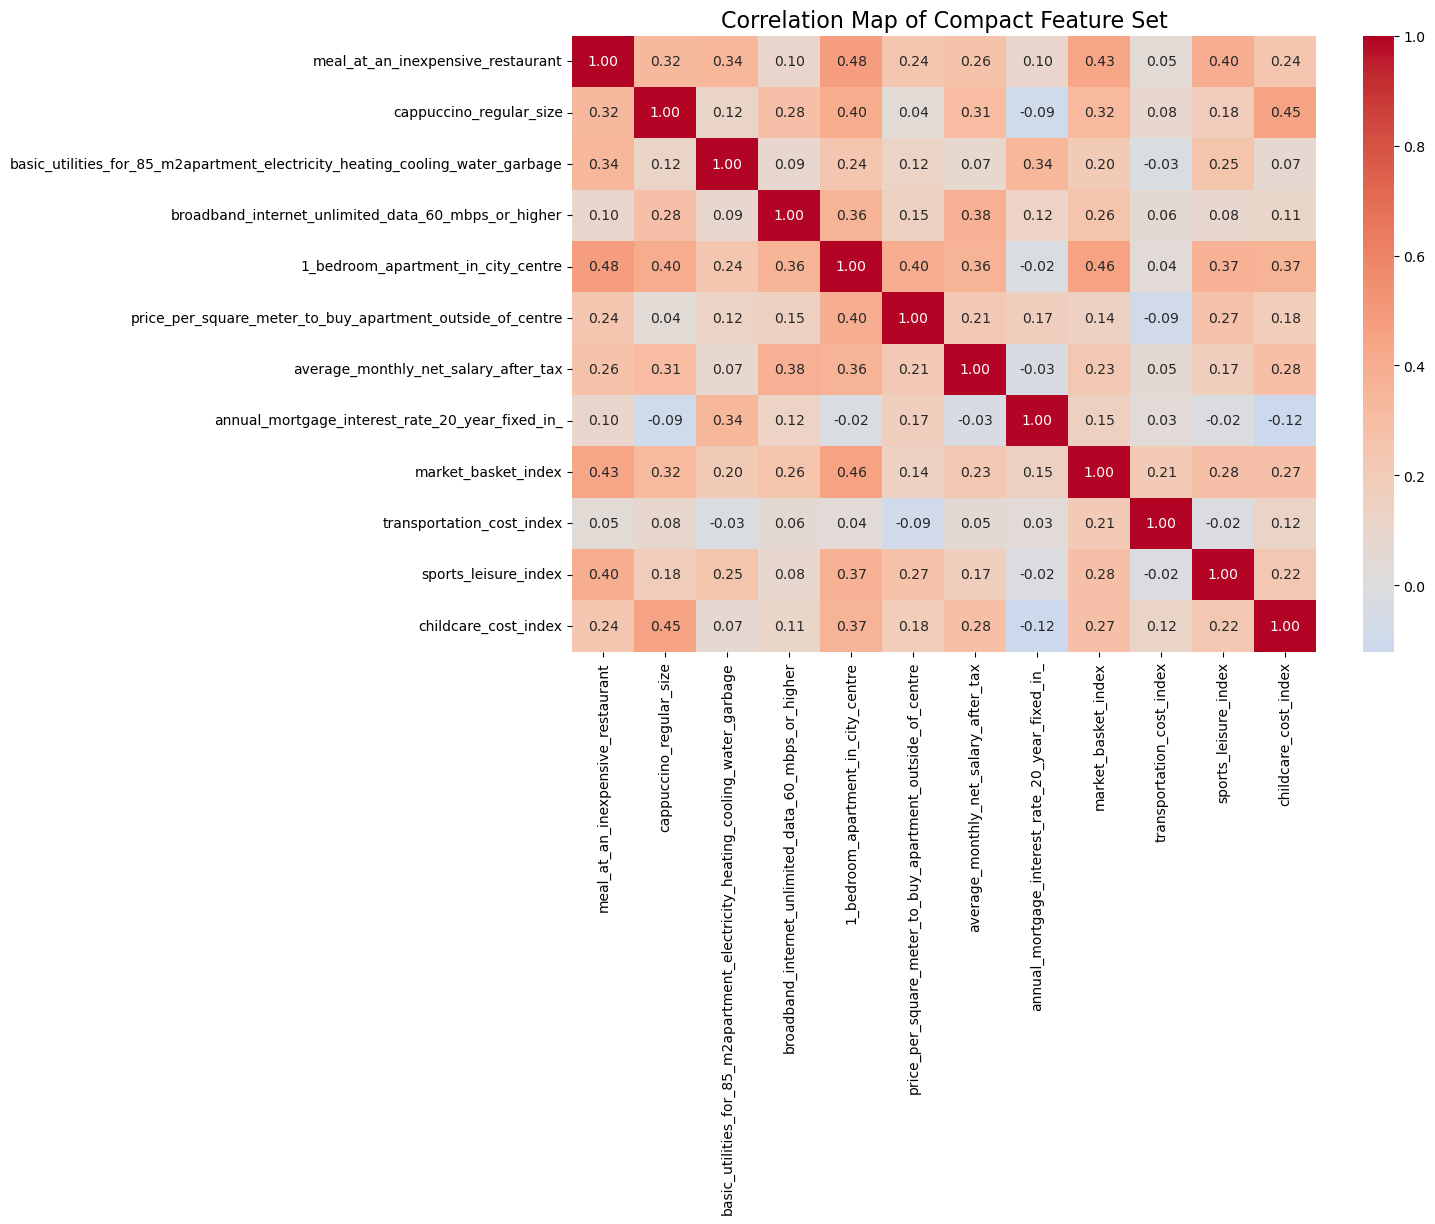 Correlation Map of Compact Feature Set
meal_at_an_inexpensive_restaurant 1.00 0.32 0.34 0.10 0.48 0.24 0.26 0.10 0.43 0.05 0.40 0.24
cappuccino_regular_size 0.32 1.00 0.12 0.28 0.40 0.04 0.31 -0.09 0.32 0.08 0.18 0.45
basic_utilities_for_85_m2apartment_electricity_heating_cooling_water_garbage 0.34 0.12 1.00 0.09 0.24 0.12 0.07 0.34 0.20 -0.03 0.25 0.07
broadband_internet_unlimited_data_60_mbps_or_higher 0.10 0.28 0.09 1.00 0.36 0.15 0.38 0.12 0.26 0.06 0.08 0.11
1_bedroom_apartment_in_city_centre 0.48 0.40 0.24 0.36 1.00 0.40 0.36 -0.02 0.46 0.04 0.37 0.37
price_per_square_meter_to_buy_apartment_outside_of_centre 0.24 0.04 0.12 0.15 0.40 1.00 0.21 0.17 0.14 -0.09 0.27 0.18
average_monthly_net_salary_after_tax 0.26 0.31 0.07 0.38 0.36 0.21 1.00 -0.03 0.23 0.05 0.17 0.28
annual_mortgage_interest_rate_20_year_fixed_in_ 0.10 -0.09 0.34 0.12 -0.02 0.17 -0.03 1.00 0.15 0.03 -0.02 -0.12
market_basket_index 0.43 0.32 0.20 0.26 0.46 0.14 0.23 0.15 1.00 0.21 0.28 0.27
transportation_cost_index 0.05 0.08 -0.03 0.06 0.04 -0.09 0.05 0.03 0.21 1.00 -0.02 0.12
sports_leisure_index 0.40 0.18 0.25 0.08 0.37 0.27 0.17 -0.02 0.28 -0.02 1.00 0.22
childcare_cost_index 0.24 0.45 0.07 0.11 0.37 0.18 0.28 -0.12 0.27 0.12 0.22 1.00
meal_at_an_inexpensive_restaurant
cappuccino_regular_size
basic_utilities_for_85_m2apartment_electricity_heating_cooling_water_garbage
broadband_internet_unlimited_data_60_mbps_or_higher
1_bedroom_apartment_in_city_centre
price_per_square_meter_to_buy_apartment_outside_of_centre
average_monthly_net_salary_after_tax
annual_mortgage_interest_rate_20_year_fixed_in_
market_basket_index
transportation_cost_index
sports_leisure_index
childcare_cost_index
1.0
0.8
0.6
0.4
0.2
0.0